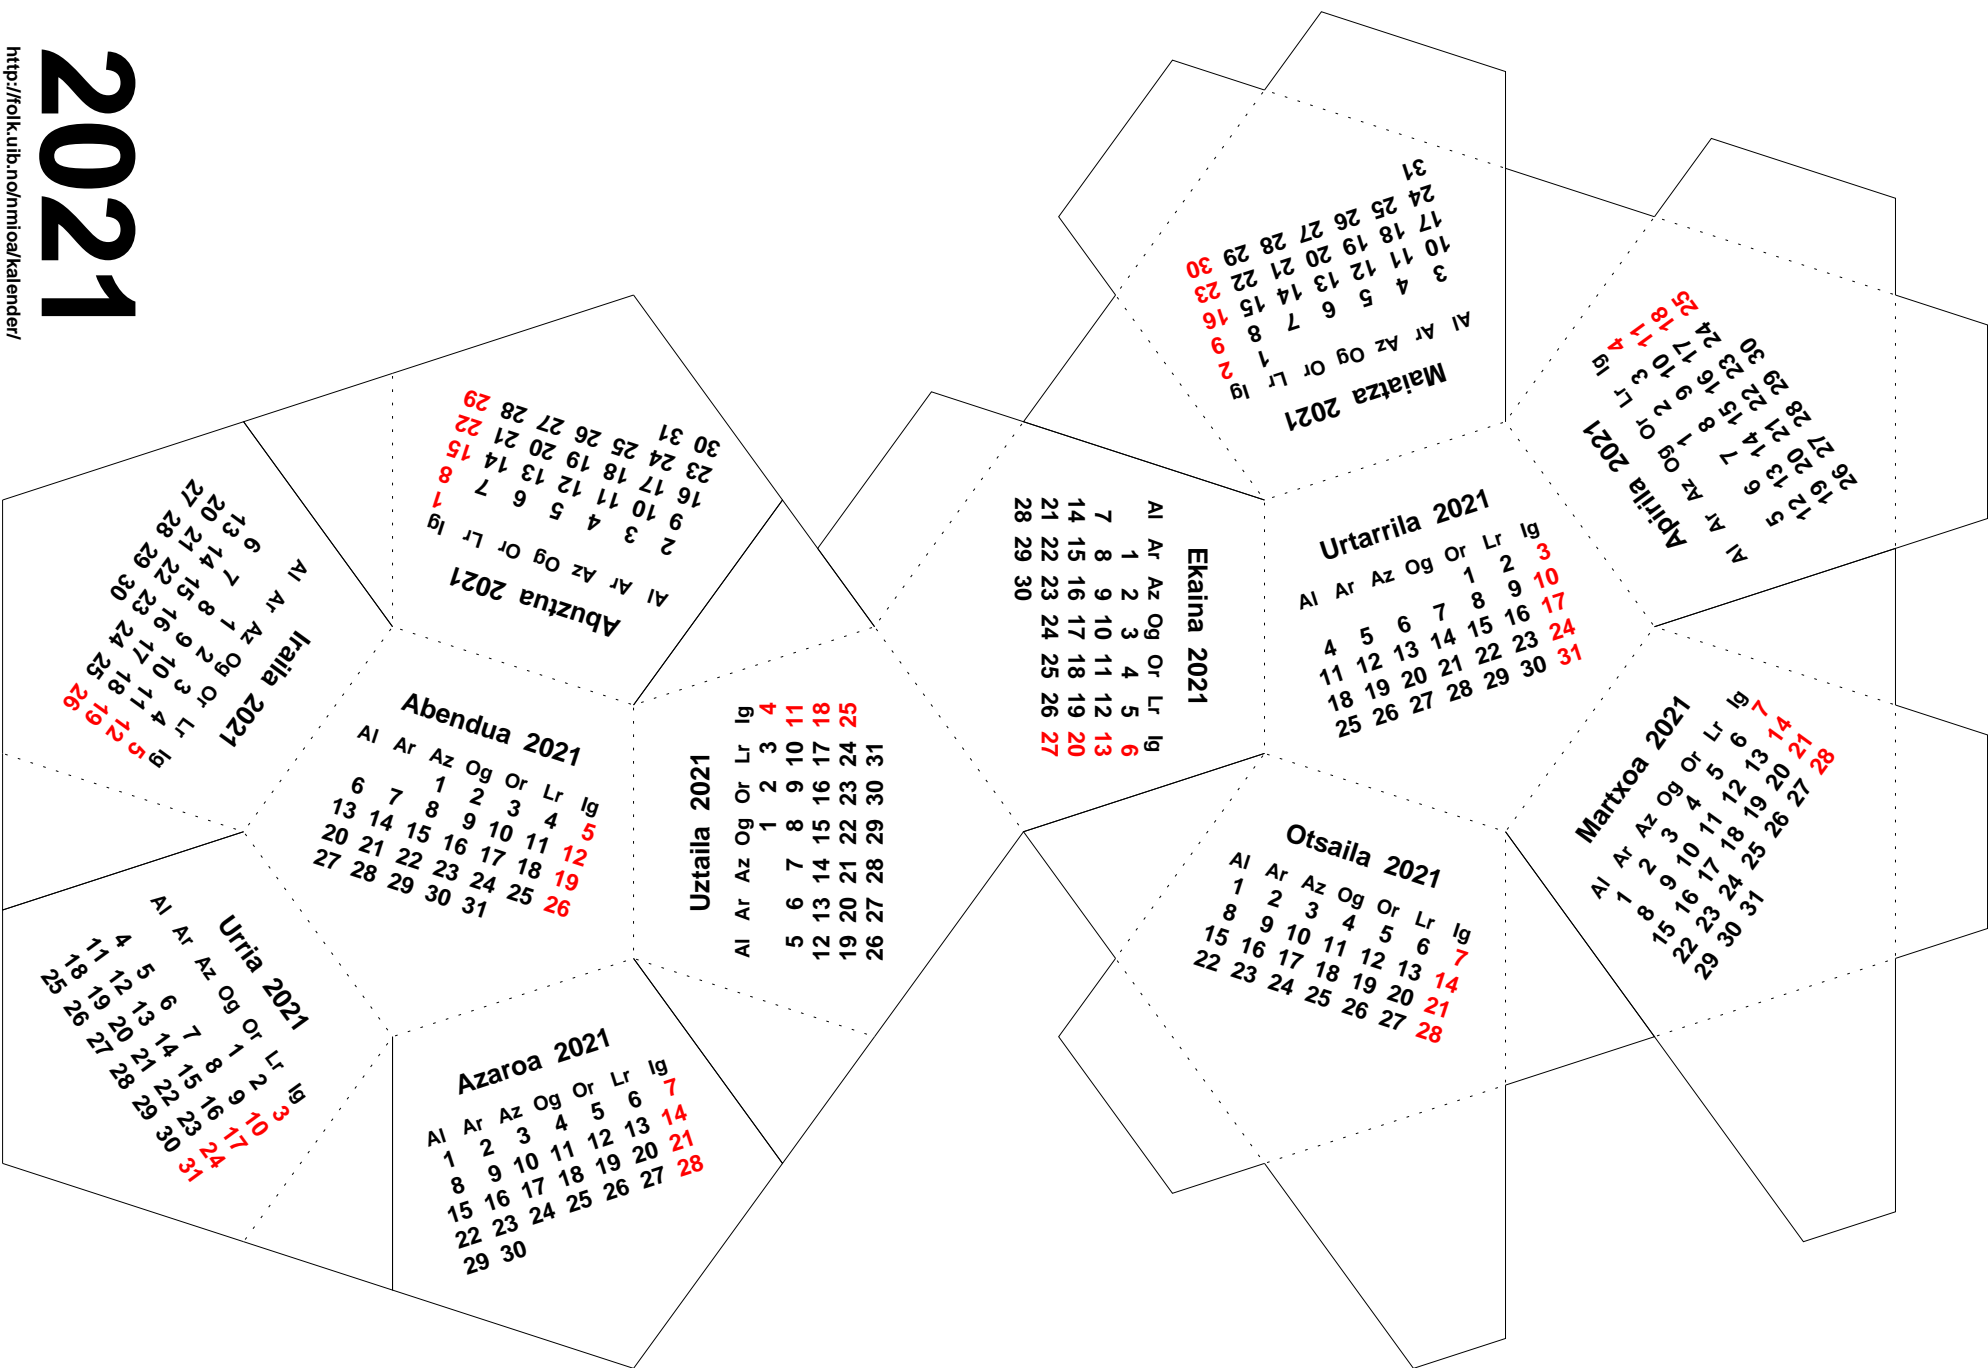 2021
http://folk.uib.no/nmioa/kalender/
Urtarrila 2021
Al Ar Az Og Or Lr Ig
1 2 3
4 5 6 7 8 9 10
11 12 13 14 15 16 17
18 19 20 21 22 23 24
25 26 27 28 29 30 31
Otsaila 2021
Al Ar Az Og Or Lr Ig
1 2 3 4 5 6 7
8 9 10 11 12 13 14
15 16 17 18 19 20 21
22 23 24 25 26 27 28
Martxoa 2021
Al Ar Az Og Or Lr Ig
1 2 3 4 5 6 7
8 9 10 11 12 13 14
15 16 17 18 19 20 21
22 23 24 25 26 27 28
29 30 31
Apirila 2021
Al Ar Az Og Or Lr Ig
1 2 3 4
5 6 7 8 9 10 11
12 13 14 15 16 17 18
19 20 21 22 23 24 25
26 27 28 29 30
Maiatza 2021
Al Ar Az Og Or Lr Ig
1 2
3 4 5 6 7 8 9
10 11 12 13 14 15 16
17 18 19 20 21 22 23
24 25 26 27 28 29 30
31
Ekaina 2021
Al Ar Az Og Or Lr Ig
1 2 3 4 5 6
7 8 9 10 11 12 13
14 15 16 17 18 19 20
21 22 23 24 25 26 27
28 29 30
Uztaila 2021
Al Ar Az Og Or Lr Ig
1 2 3 4
5 6 7 8 9 10 11
12 13 14 15 16 17 18
19 20 21 22 23 24 25
26 27 28 29 30 31
Abuztua 2021
Al Ar Az Og Or Lr Ig
1
2 3 4 5 6 7 8
9 10 11 12 13 14 15
16 17 18 19 20 21 22
23 24 25 26 27 28 29
30 31
Iraila 2021
Al Ar Az Og Or Lr Ig
1 2 3 4 5
6 7 8 9 10 11 12
13 14 15 16 17 18 19
20 21 22 23 24 25 26
27 28 29 30
Urria 2021
Al Ar Az Og Or Lr Ig
1 2 3
4 5 6 7 8 9 10
11 12 13 14 15 16 17
18 19 20 21 22 23 24
25 26 27 28 29 30 31
Azaroa 2021
Al Ar Az Og Or Lr Ig
1 2 3 4 5 6 7
8 9 10 11 12 13 14
15 16 17 18 19 20 21
22 23 24 25 26 27 28
29 30
Abendua 2021
Al Ar Az Og Or Lr Ig
1 2 3 4 5
6 7 8 9 10 11 12
13 14 15 16 17 18 19
20 21 22 23 24 25 26
27 28 29 30 31